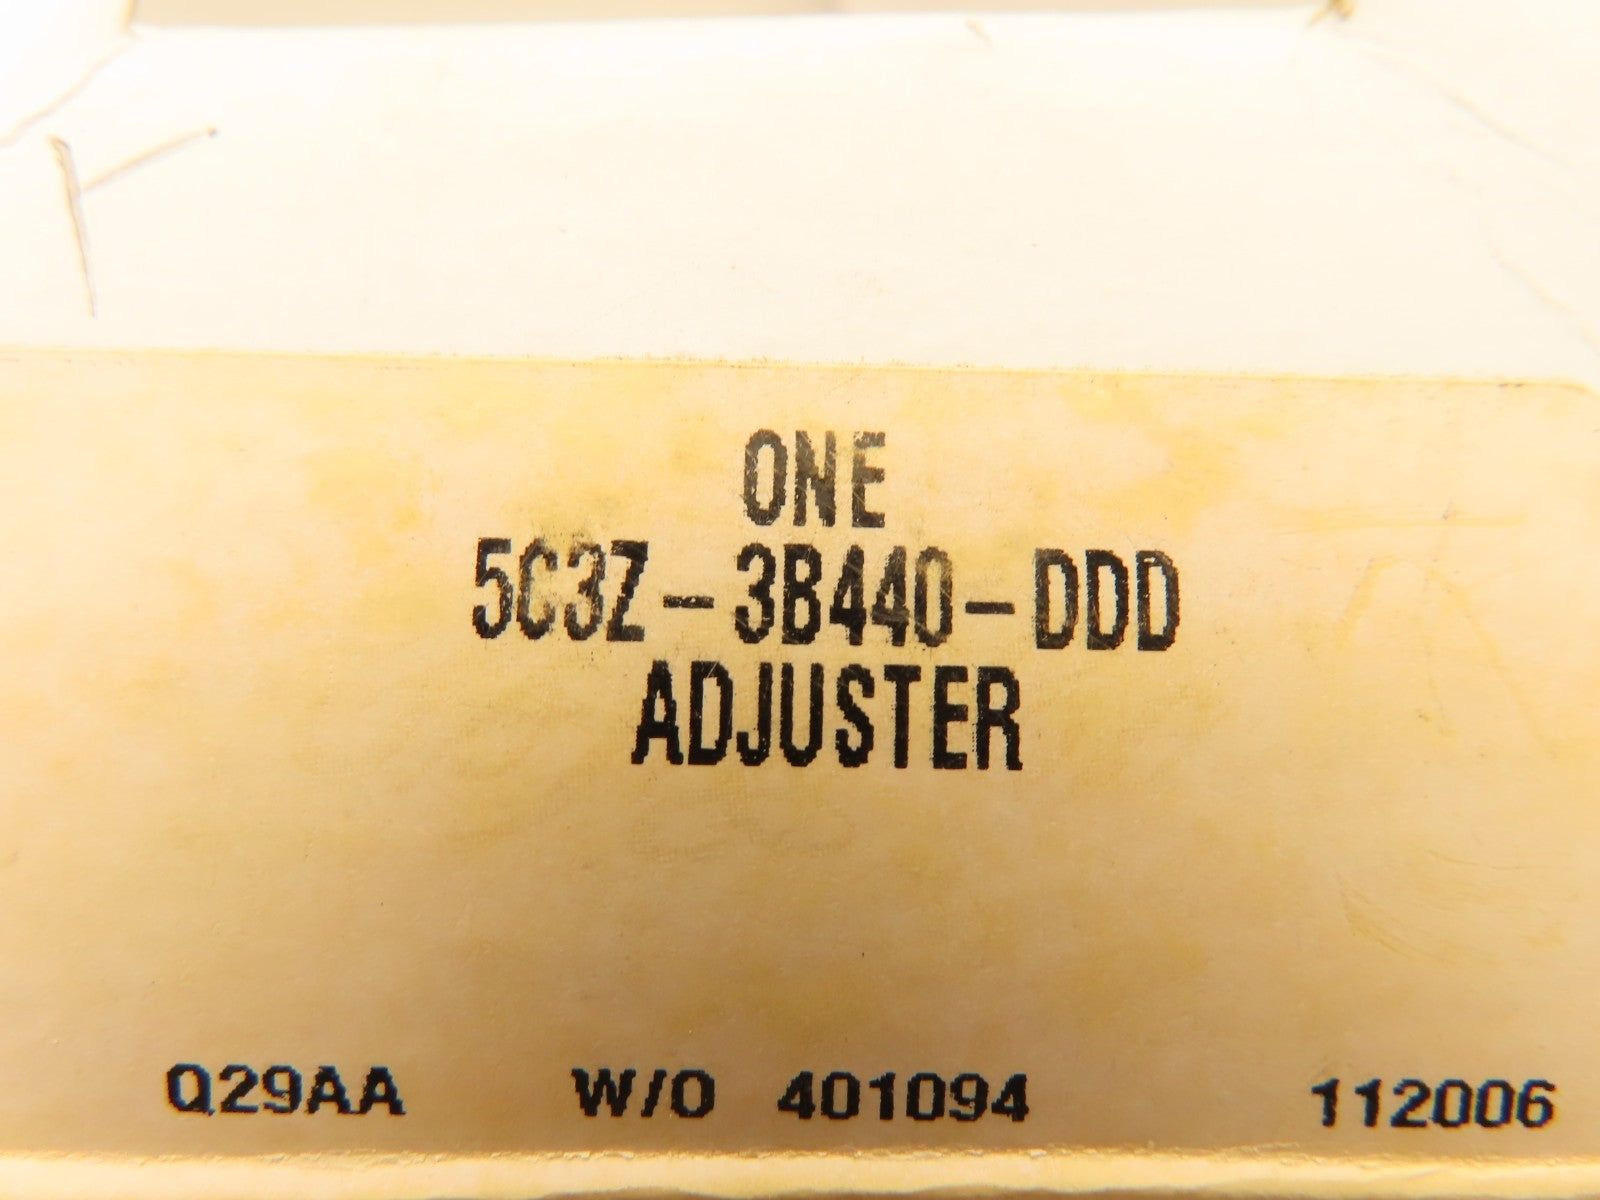 ONE
5C3Z-3B440-DDD
ADJUSTER
Q29AA W/O 401094 112006